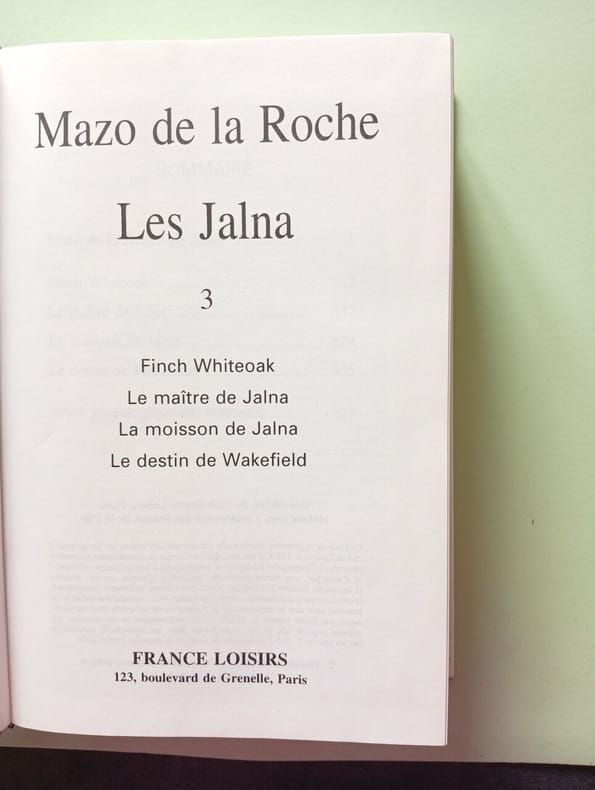 Mazo de la Roche
Les Jalna
3
Finch Whiteoak
Le maître de Jalna
La moisson de Jalna
Le destin de Wakefield
FRANCE LOISIRS
123, boulevard de Grenelle, Paris